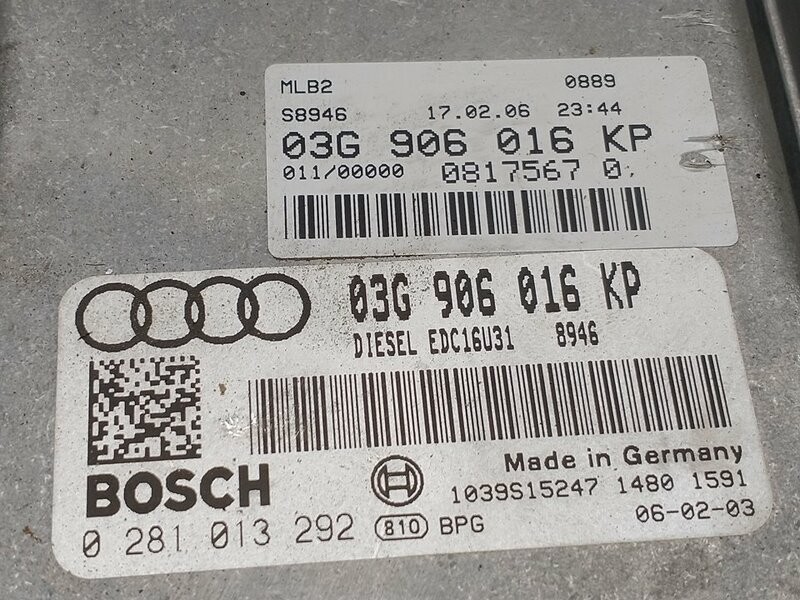 MLB2 0889
S8946 17.02.06 23:44
03G 906 016 KP
011/00000 0817567 0
03G 906 016 KP
DIESEL EDC16U31 8946
BOSCH
Made in Germany
1039S15247 1480 1591
0 281 013 292 810 BPG
06-02-03